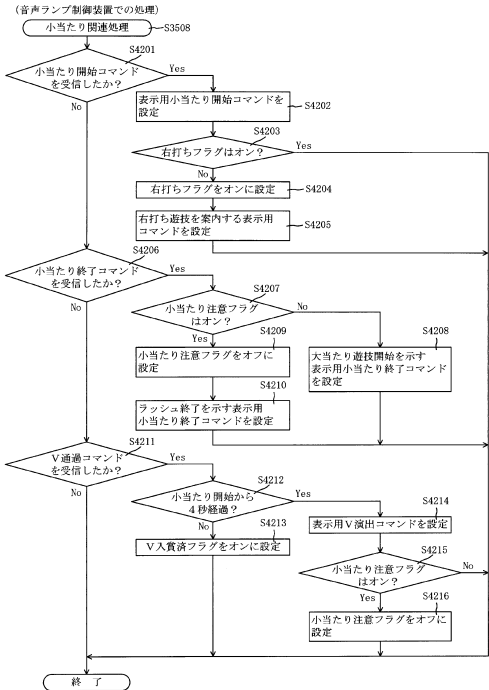 (音声ランプ制御装置での処理)
小当たり関連処理
S3508
S4201
小当たり開始コマンド
を受信したか?
Yes
No
表示用小当たり開始コマンドを
設定
S4202
S4203
右打ちフラグはオン?
Yes
No
右打ちフラグをオンに設定
S4204
右打ち遊技を案内する表示用
コマンドを設定
S4205
S4206
小当たり終了コマンド
を受信したか?
Yes
No
S4207
小当たり注意フラグ
はオン?
No
Yes
S4209
小当たり注意フラグをオフに
設定
S4208
大当たり遊技開始を示す
表示用小当たり終了コマンド
を設定
S4210
ラッシュ終了を示す表示用
小当たり終了コマンドを設定
S4211
V通過コマンド
を受信したか?
Yes
No
S4212
小当たり開始から
4秒経過?
Yes
No
S4213
V入賞済フラグをオンに設定
S4214
表示用V演出コマンドを設定
S4215
小当たり注意フラグ
はオン?
No
Yes
S4216
小当たり注意フラグをオフに
設定
終 了